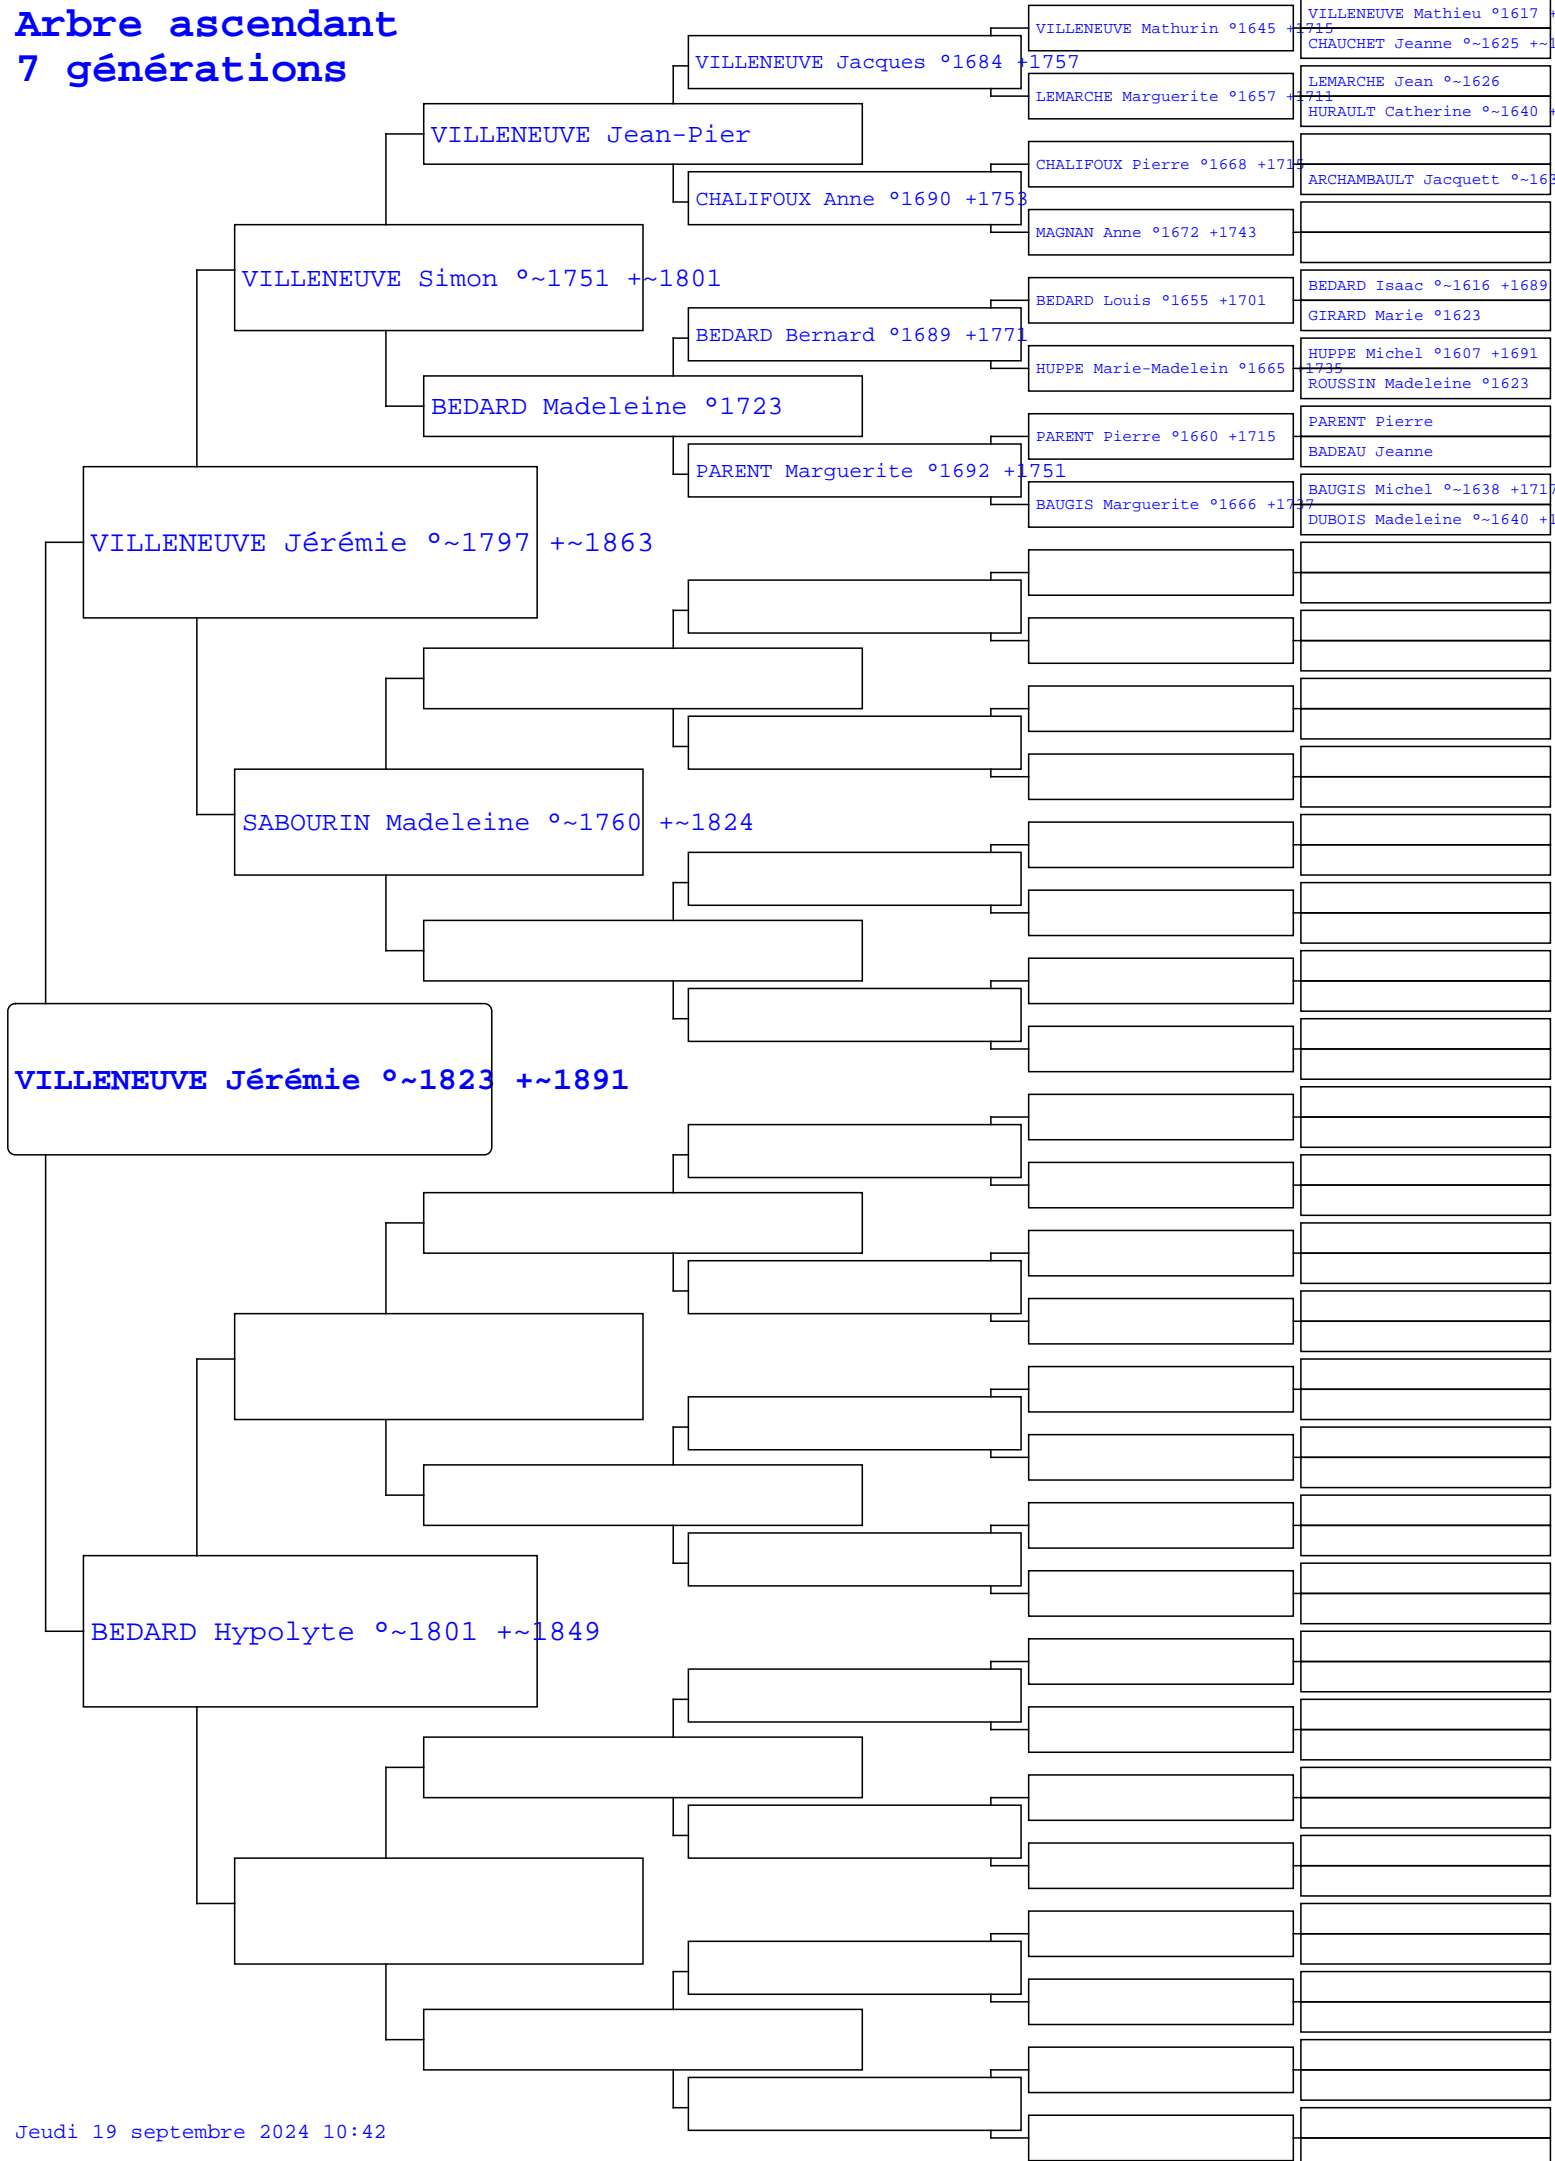 Arbre ascendant
7 générations
VILLENEUVE Mathieu °1617
CHAUCHET Jeanne °~1625
VILLENEUVE Mathurin °1645 +1715
VILLENEUVE Jacques °1684 +1757
LEMARCHE Jean °~1626
HURAULT Catherine °~1640
LEMARCHE Marguerite °1657 +1711
VILLENEUVE Jean-Pier
CHALIFOUX Pierre °1668 +1715
ARCHAMBAULT Jacquett
CHALIFOUX Anne °1690 +1753
MAGNAN Anne °1672 +1743
VILLENEUVE Simon °~1751 +~1801
BEDARD Isaac °~1616 +1689
GIRARD Marie °1623
BEDARD Louis °1655 +1701
BEDARD Bernard °1689 +1771
HUPPE Michel °1607 +1691
ROUSSIN Madeleine °1623
HUPPE Marie-Madelein °1665 +1735
BEDARD Madeleine °1723
PARENT Pierre
BADEAU Jeanne
PARENT Pierre °1660 +1715
PARENT Marguerite °1692 +1751
BAUGIS Michel °~1638 +1717
DUBOIS Madeleine °~1640
BAUGIS Marguerite °1666 +1737
VILLENEUVE Jérémie °~1797 +~1863
SABOURIN Madeleine °~1760 +~1824
VILLENEUVE Jérémie °~1823 +~1891
BEDARD Hypolyte °~1801 +~1849
Jeudi 19 septembre 2024 10:42